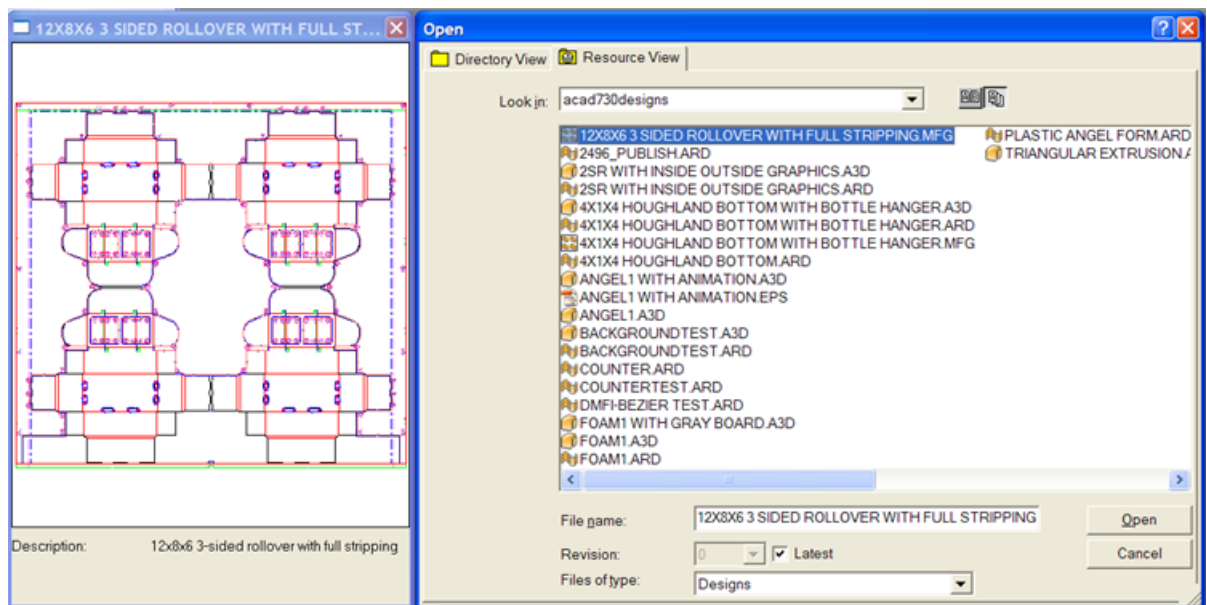 12X8X6 3 SIDED ROLLOVER WITH FULL ST...
Description: 12x8x6 3-sided rollover with full stripping
Open
Directory View Resource View
Look in: acad730designs
12X8X6 3 SIDED ROLLOVER WITH FULL STRIPPING.MFG
2496_PUBLISH.ARD
2SR WITH INSIDE OUTSIDE GRAPHICS.A3D
2SR WITH INSIDE OUTSIDE GRAPHICS.ARD
4X1X4 HOUGHLAND BOTTOM WITH BOTTLE HANGER.A3D
4X1X4 HOUGHLAND BOTTOM WITH BOTTLE HANGER.ARD
4X1X4 HOUGHLAND BOTTOM WITH BOTTLE HANGER.MFG
4X1X4 HOUGHLAND BOTTOM.ARD
ANGEL1 WITH ANIMATION.A3D
ANGEL1 WITH ANIMATION.EPS
ANGEL1.A3D
BACKGROUNDTEST.A3D
BACKGROUNDTEST.ARD
COUNTER.ARD
COUNTERTEST.ARD
DMFI-BEZIER TEST.ARD
FOAM1 WITH GRAY BOARD.A3D
FOAM1.A3D
FOAM1.ARD
PLASTIC ANGEL FORM.ARD
TRIANGULAR EXTRUSION.A
File name: 12X8X6 3 SIDED ROLLOVER WITH FULL STRIPPING
Open
Revision: 0 Latest
Cancel
Files of type: Designs